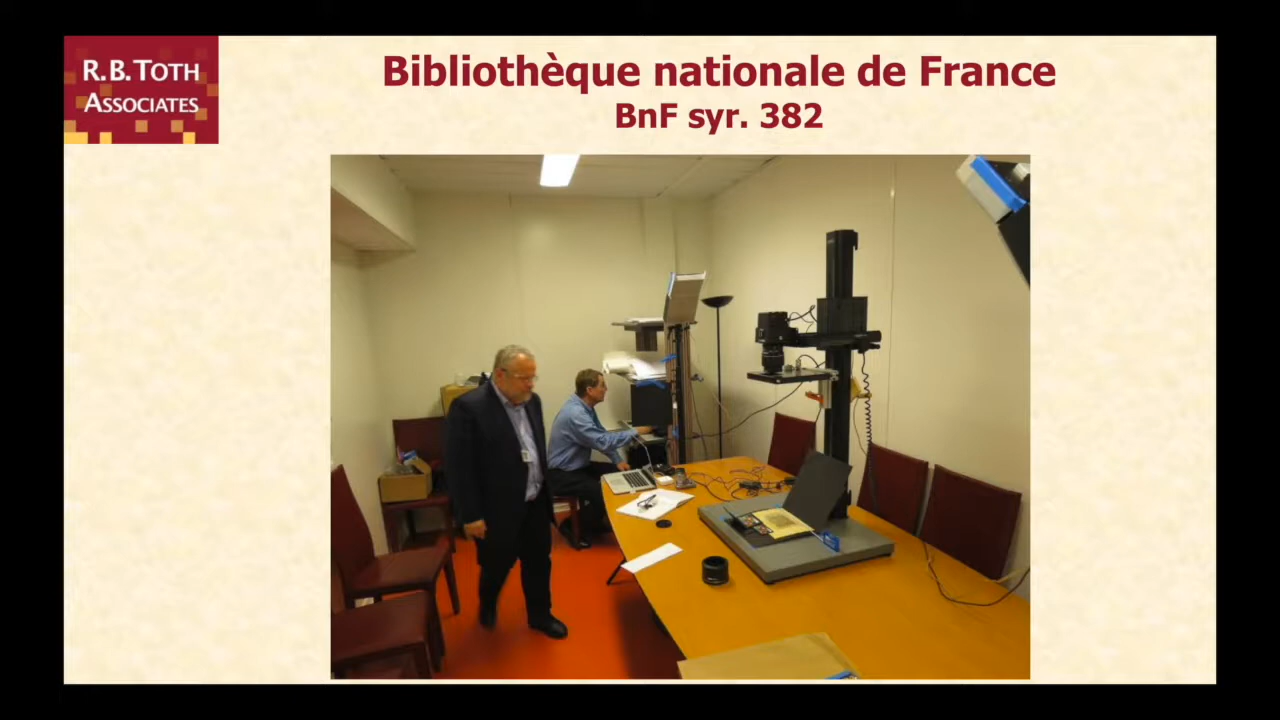 R.B.TOTH
ASSOCIATES
Bibliothèque nationale de France
BnF syr. 382